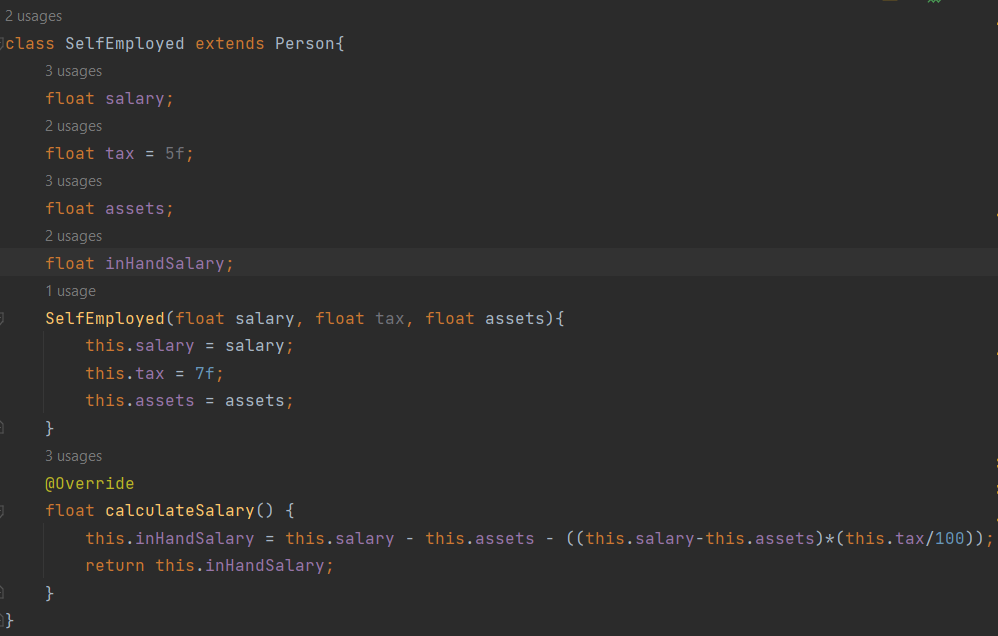 2 usages
class SelfEmployed extends Person{
3 usages
float salary;
2 usages
float tax = 5f;
3 usages
float assets;
2 usages
float inHandSalary;
1 usage
SelfEmployed(float salary, float tax, float assets){
this.salary = salary;
this.tax = 7f;
this.assets = assets;
}
3 usages
@Override
float calculateSalary() {
this.inHandSalary = this.salary - this.assets - ((this.salary-this.assets)*(this.tax/100));
return this.inHandSalary;
}
}